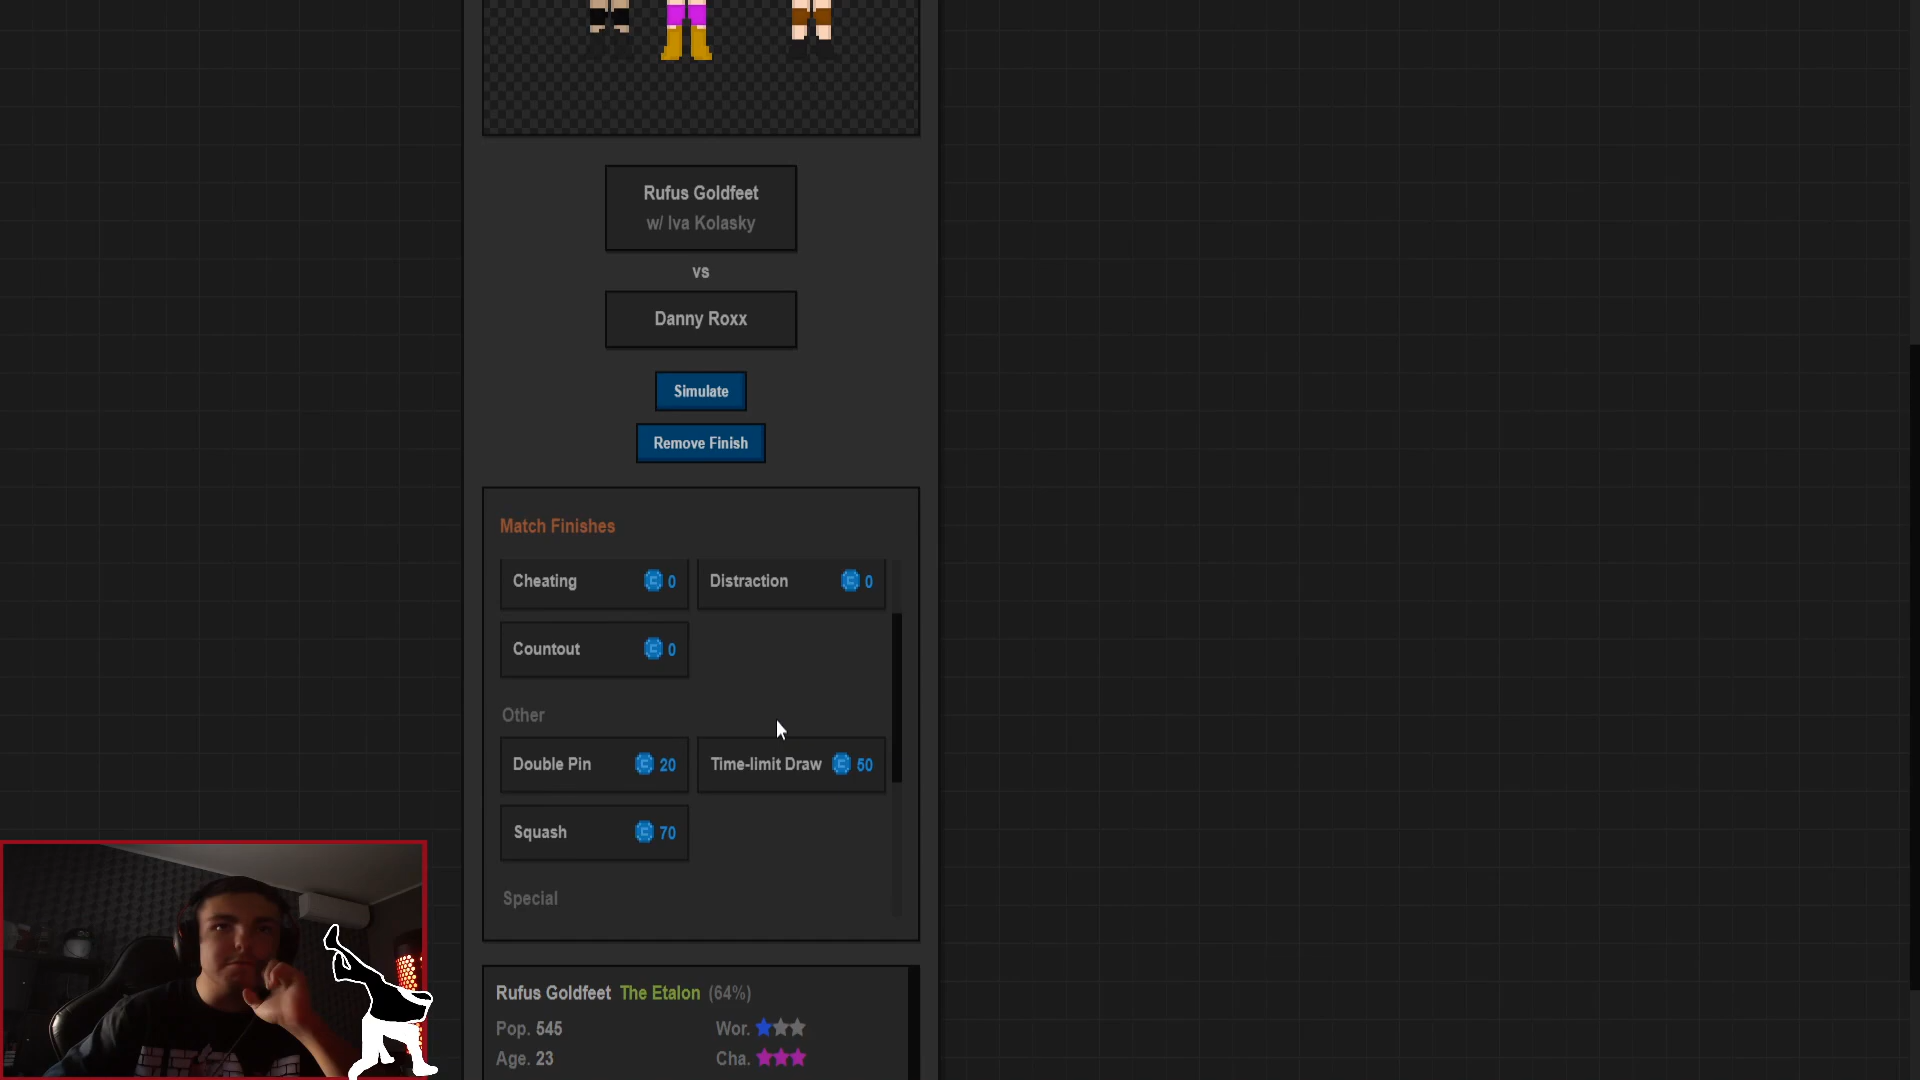 Rufus Goldfeet
w/ Iva Kolasky
vs
Danny Roxx
Simulate
Remove Finish
Match Finishes
Cheating C 0
Distraction C 0
Countout C 0
Other
Double Pin C 20
Time-limit Draw C 50
Squash C 70
Special
Rufus Goldfeet The Etalon (64%)
Pop. 545 Wor.
Age. 23 Cha.